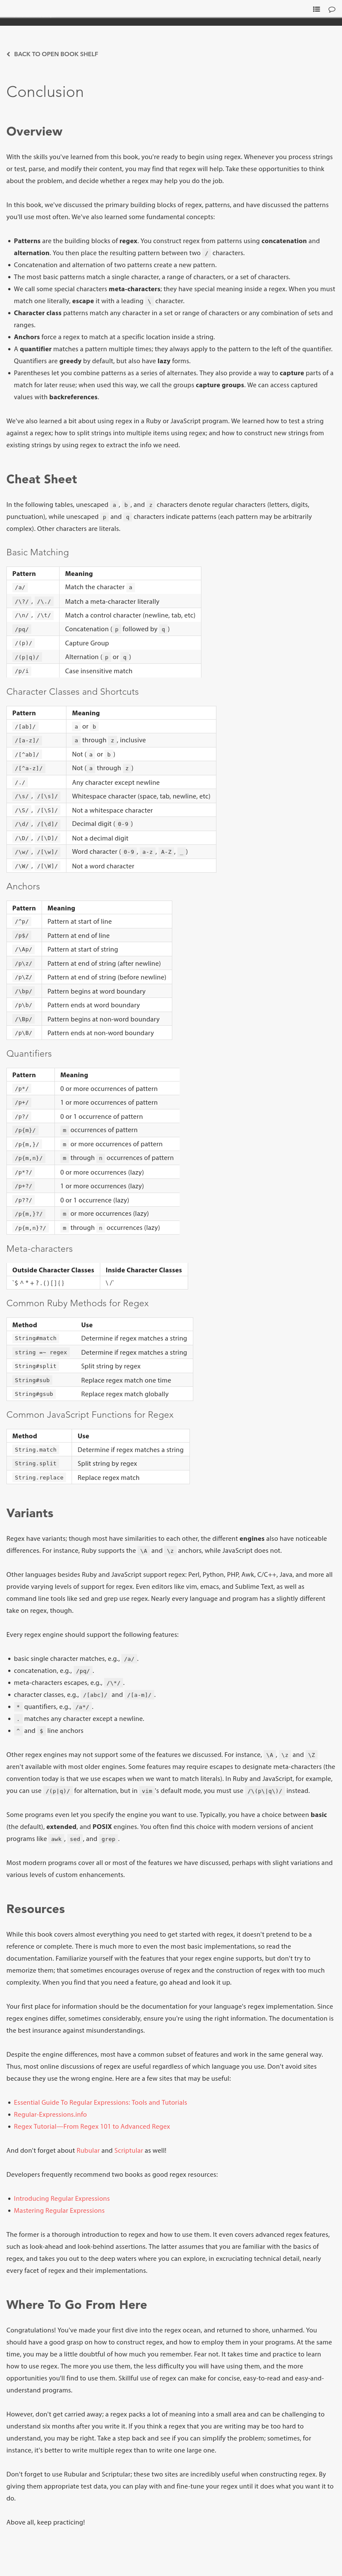 BACK TO OPEN BOOK SHELF
Conclusion
Overview
With the skills you've learned from this book, you're ready to begin using regex. Whenever you process strings
or test, parse, and modify their content, you may find that regex will help. Take these opportunities to think
about the problem, and decide whether a regex may help you do the job.
In this book, we've discussed the primary building blocks of regex, patterns, and have discussed the patterns
you'll use most often. We've also learned some fundamental concepts:
• Patterns are the building blocks of regex. You construct regex from patterns using concatenation and
alternation. You then place the resulting pattern between two / characters.
• Concatenation and alternation of two patterns create a new pattern.
• The most basic patterns match a single character, a range of characters, or a set of characters.
• We call some special characters meta-characters; they have special meaning inside a regex. When you must
match one literally, escape it with a leading \ character.
• Character class patterns match any character in a set or range of characters or any combination of sets and
ranges.
• Anchors force a regex to match at a specific location inside a string.
• A quantifier matches a pattern multiple times; they always apply to the pattern to the left of the quantifier.
Quantifiers are greedy by default, but also have lazy forms.
• Parentheses let you combine patterns as a series of alternates. They also provide a way to capture parts of a
match for later reuse; when used this way, we call the groups capture groups. We can access captured
values with backreferences.
We've also learned a bit about using regex in a Ruby or JavaScript program. We learned how to test a string
against a regex; how to split strings into multiple items using regex; and how to construct new strings from
existing strings by using regex to extract the info we need.
Cheat Sheet
In the following tables, unescaped a, b, and z characters denote regular characters (letters, digits,
punctuation), while unescaped p and q characters indicate patterns (each pattern may be arbitrarily
complex). Other characters are literals.
Basic Matching
Pattern Meaning
/a/ Match the character a
/\?/, /\./ Match a meta-character literally
/\n/, /\t/ Match a control character (newline, tab, etc)
/pq/ Concatenation (p followed by q)
/(p)/ Capture Group
/(p|q)/ Alternation (p or q)
/p/i Case insensitive match
Character Classes and Shortcuts
Pattern Meaning
/[ab]/ a or b
/[a-z]/ a through z, inclusive
/[^ab]/ Not (a or b)
/[^a-z]/ Not (a through z)
/./ Any character except newline
/\s/, /[\s]/ Whitespace character (space, tab, newline, etc)
/\S/, /[\S]/ Not a whitespace character
/\d/, /[\d]/ Decimal digit (0-9)
/\D/, /[\D]/ Not a decimal digit
/\w/, /[\w]/ Word character (0-9, a-z, A-Z, _)
/\W/, /[\W]/ Not a word character
Anchors
Pattern Meaning
/^p/ Pattern at start of line
/p$/ Pattern at end of line
/\Ap/ Pattern at start of string
/p\z/ Pattern at end of string (after newline)
/p\Z/ Pattern at end of string (before newline)
/\bp/ Pattern begins at word boundary
/p\b/ Pattern ends at word boundary
/\Bp/ Pattern begins at non-word boundary
/p\B/ Pattern ends at non-word boundary
Quantifiers
Pattern Meaning
/p*/ 0 or more occurrences of pattern
/p+/ 1 or more occurrences of pattern
/p?/ 0 or 1 occurrence of pattern
/p{m}/ m occurrences of pattern
/p{m,}/ m or more occurrences of pattern
/p{m,n}/ m through n occurrences of pattern
/p*?/ 0 or more occurrences (lazy)
/p+?/ 1 or more occurrences (lazy)
/p??/ 0 or 1 occurrence (lazy)
/p{m,}?/ m or more occurrences (lazy)
/p{m,n}?/ m through n occurrences (lazy)
Meta-characters
Outside Character Classes Inside Character Classes
Common Ruby Methods for Regex
Method Use
String#match Determine if regex matches a string
string =~ regex Determine if regex matches a string
String#split Split string by regex
String#sub Replace regex match one time
String#gsub Replace regex match globally
Common JavaScript Functions for Regex
Method Use
String.match Determine if regex matches a string
String.split Split string by regex
String.replace Replace regex match
Variants
Regex have variants; though most have similarities to each other, the different engines also have noticeable
differences. For instance, Ruby supports the \A and \z anchors, while JavaScript does not.
Other languages besides Ruby and JavaScript support regex: Perl, Python, PHP, Awk, C/C++, Java, and more all
provide varying levels of support for regex. Even editors like vim, emacs, and Sublime Text, as well as
command line tools like sed and grep use regex. Nearly every language and program has a slightly different
take on regex, though.
Every regex engine should support the following features:
• basic single character matches, e.g., /a/.
• concatenation, e.g., /pq/.
• meta-characters escapes, e.g., /\*/.
• character classes, e.g., /[abc]/ and /[a-m]/.
• * quantifiers, e.g., /a*/.
• . matches any character except a newline.
• ^ and $ line anchors
Other regex engines may not support some of the features we discussed. For instance, \A, \z and \Z
aren't available with most older engines. Some features may require escapes to designate meta-characters (the
convention today is that we use escapes when we want to match literals). In Ruby and JavaScript, for example,
you can use /(p|q)/ for alternation, but in vim's default mode, you must use /\(p\|q\)/ instead.
Some programs even let you specify the engine you want to use. Typically, you have a choice between basic
(the default), extended, and POSIX engines. You often find this choice with modern versions of ancient
programs like awk, sed, and grep.
Most modern programs cover all or most of the features we have discussed, perhaps with slight variations and
various levels of custom enhancements.
Resources
While this book covers almost everything you need to get started with regex, it doesn't pretend to be a
reference or complete. There is much more to even the most basic implementations, so read the
documentation. Familiarize yourself with the features that your regex engine supports, but don't try to
memorize them; that sometimes encourages overuse of regex and the construction of regex with too much
complexity. When you find that you need a feature, go ahead and look it up.
Your first place for information should be the documentation for your language's regex implementation. Since
regex engines differ, sometimes considerably, ensure you're using the right information. The documentation is
the best insurance against misunderstandings.
Despite the engine differences, most have a common subset of features and work in the same general way.
Thus, most online discussions of regex are useful regardless of which language you use. Don't avoid sites
because they use the wrong engine. Here are a few sites that may be useful:
• Essential Guide To Regular Expressions: Tools and Tutorials
• Regular-Expressions.info
• Regex Tutorial—From Regex 101 to Advanced Regex
And don't forget about Rubular and Scriptular as well!
Developers frequently recommend two books as good regex resources:
• Introducing Regular Expressions
• Mastering Regular Expressions
The former is a thorough introduction to regex and how to use them. It even covers advanced regex features,
such as look-ahead and look-behind assertions. The latter assumes that you are familiar with the basics of
regex, and takes you out to the deep waters where you can explore, in excruciating technical detail, nearly
every facet of regex and their implementations.
Where To Go From Here
Congratulations! You've made your first dive into the regex ocean, and returned to shore, unharmed. You
should have a good grasp on how to construct regex, and how to employ them in your programs. At the same
time, you may be a little doubtful of how much you remember. Fear not. It takes time and practice to learn
how to use regex. The more you use them, the less difficulty you will have using them, and the more
opportunities you'll find to use them. Skillful use of regex can make for concise, easy-to-read and easy-and-
understand programs.
However, don't get carried away; a regex packs a lot of meaning into a small area and can be challenging to
understand six months after you write it. If you think a regex that you are writing may be too hard to
understand, you may be right. Take a step back and see if you can simplify the problem; sometimes, for
instance, it's better to write multiple regex than to write one large one.
Don't forget to use Rubular and Scriptular; these two sites are incredibly useful when constructing regex. By
giving them appropriate test data, you can play with and fine-tune your regex until it does what you want it to
do.
Above all, keep practicing!